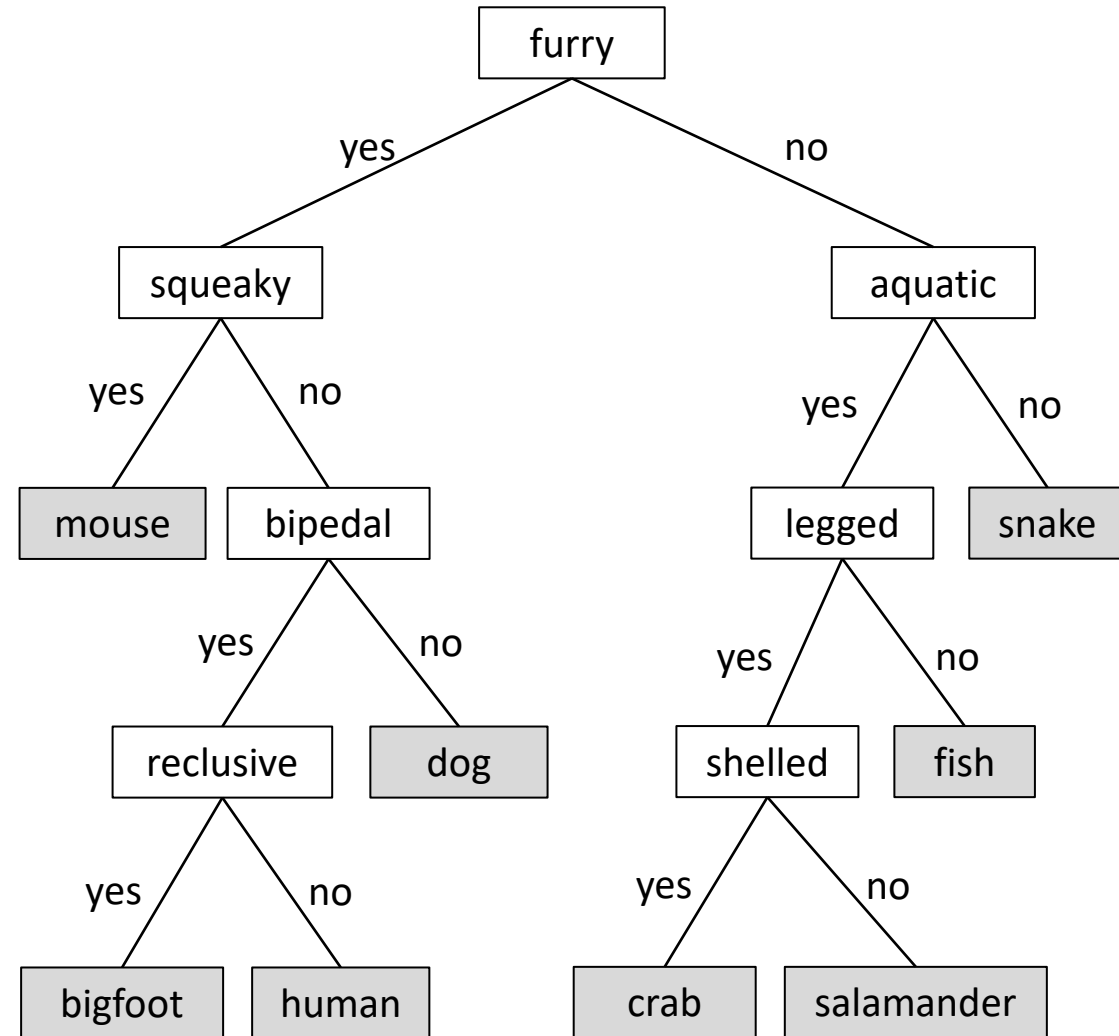 furry
yes
no
squeaky
aquatic
yes
no
yes
no
mouse
bipedal
legged
snake
yes
no
yes
no
reclusive
dog
shelled
fish
yes
no
yes
no
bigfoot
human
crab
salamander